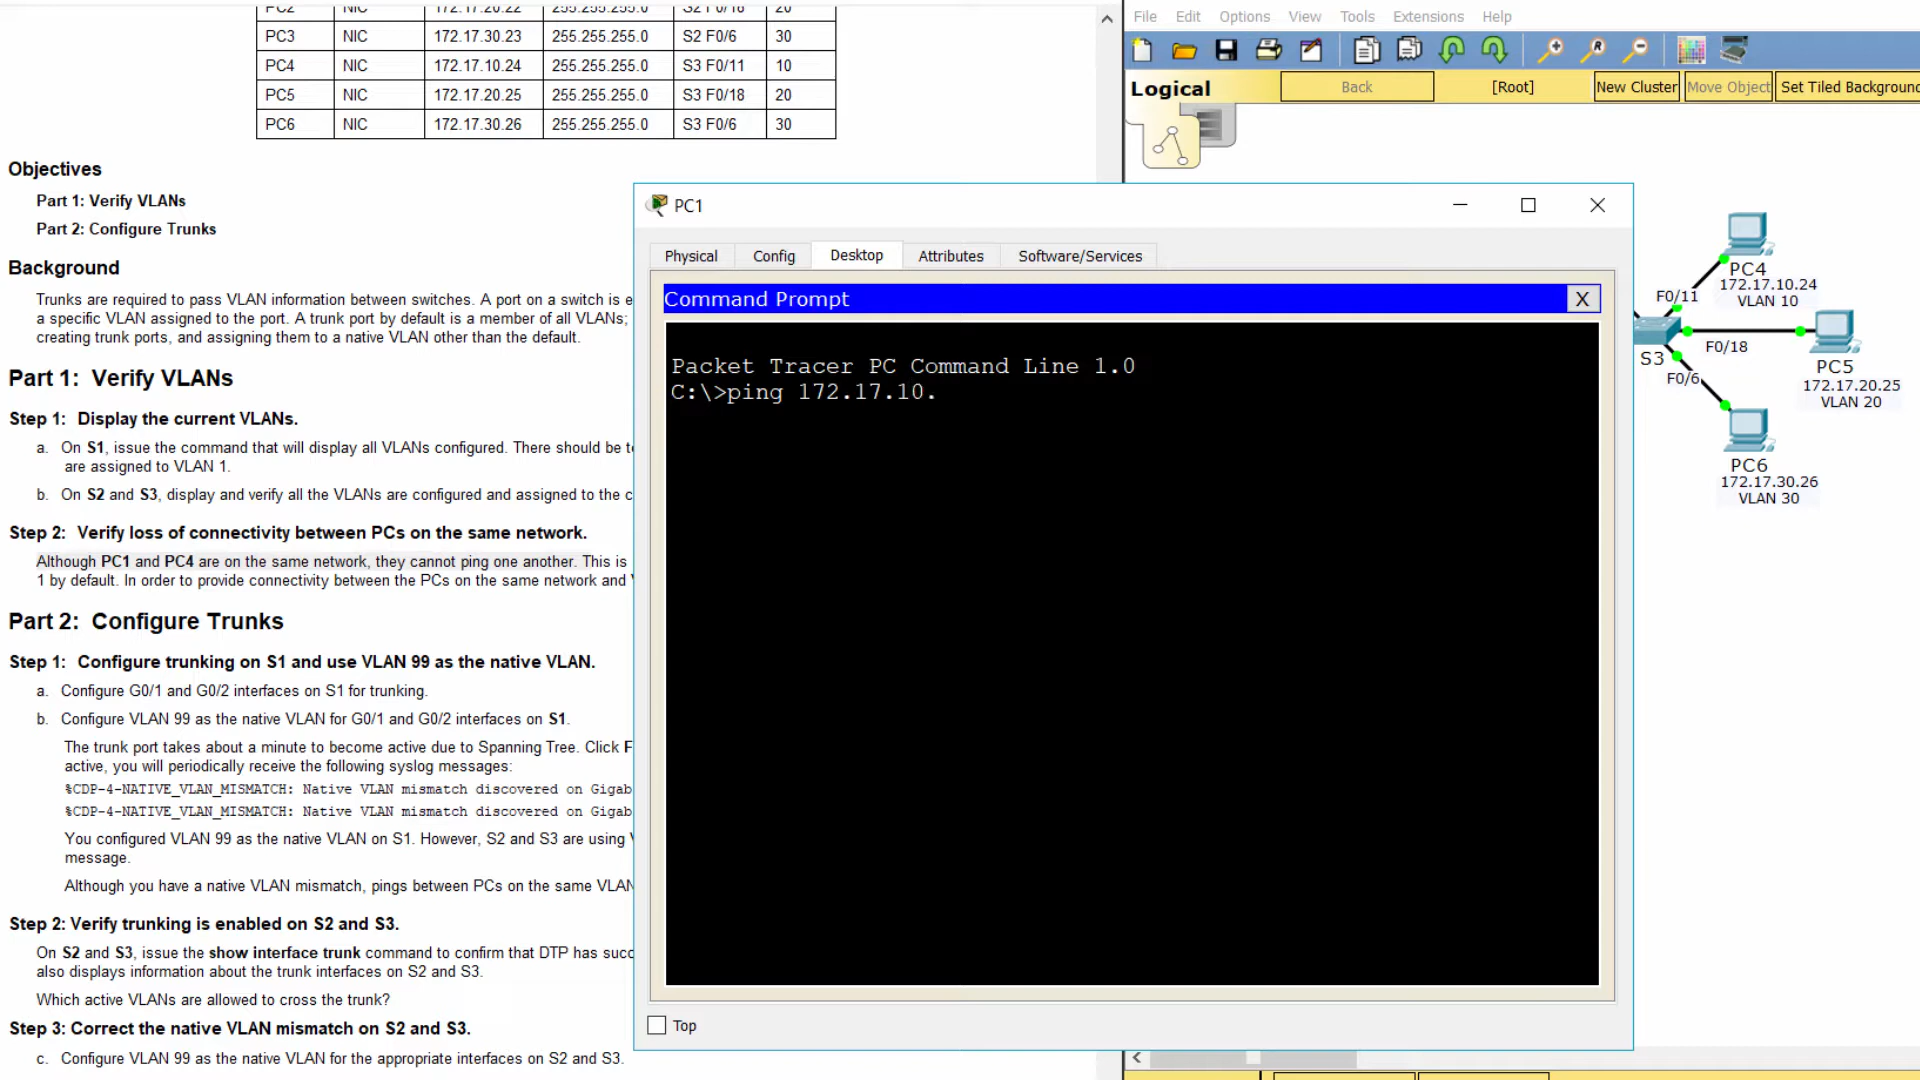 PC2 NIC 172.17.20.22 255.255.255.0 S2 F0/18 20
PC3 NIC 172.17.30.23 255.255.255.0 S2 F0/6 30
PC4 NIC 172.17.10.24 255.255.255.0 S3 F0/11 10
PC5 NIC 172.17.20.25 255.255.255.0 S3 F0/18 20
PC6 NIC 172.17.30.26 255.255.255.0 S3 F0/6 30
Objectives
Part 1: Verify VLANs
Part 2: Configure Trunks
Background
Trunks are required to pass VLAN information between switches. A port on a switch is e
a specific VLAN assigned to the port. A trunk port by default is a member of all VLANs;
creating trunk ports, and assigning them to a native VLAN other than the default.
Part 1: Verify VLANs
Step 1: Display the current VLANs.
a. On S1, issue the command that will display all VLANs configured. There should be t
are assigned to VLAN 1.
b. On S2 and S3, display and verify all the VLANs are configured and assigned to the c
Step 2: Verify loss of connectivity between PCs on the same network.
Although PC1 and PC4 are on the same network, they cannot ping one another. This is
1 by default. In order to provide connectivity between the PCs on the same network and
Part 2: Configure Trunks
Step 1: Configure trunking on S1 and use VLAN 99 as the native VLAN.
a. Configure G0/1 and G0/2 interfaces on S1 for trunking.
b. Configure VLAN 99 as the native VLAN for G0/1 and G0/2 interfaces on S1.
The trunk port takes about a minute to become active due to Spanning Tree. Click F
active, you will periodically receive the following syslog messages:
%CDP-4-NATIVE_VLAN_MISMATCH: Native VLAN mismatch discovered on Gigab
%CDP-4-NATIVE_VLAN_MISMATCH: Native VLAN mismatch discovered on Gigab
You configured VLAN 99 as the native VLAN on S1. However, S2 and S3 are using V
message.
Although you have a native VLAN mismatch, pings between PCs on the same VLAN
Step 2: Verify trunking is enabled on S2 and S3.
On S2 and S3, issue the show interface trunk command to confirm that DTP has succ
also displays information about the trunk interfaces on S2 and S3.
Which active VLANs are allowed to cross the trunk?
Step 3: Correct the native VLAN mismatch on S2 and S3.
c. Configure VLAN 99 as the native VLAN for the appropriate interfaces on S2 and S3.
File Edit Options View Tools Extensions Help
Logical Back [Root] New Cluster Move Object Set Tiled Background
PC1
Physical Config Desktop Attributes Software/Services
Command Prompt X
Packet Tracer PC Command Line 1.0
C:\>ping 172.17.10.
Top
PC4
172.17.10.24
VLAN 10
F0/11
F0/18
S3
F0/6
PC5
172.17.20.25
VLAN 20
PC6
172.17.30.26
VLAN 30